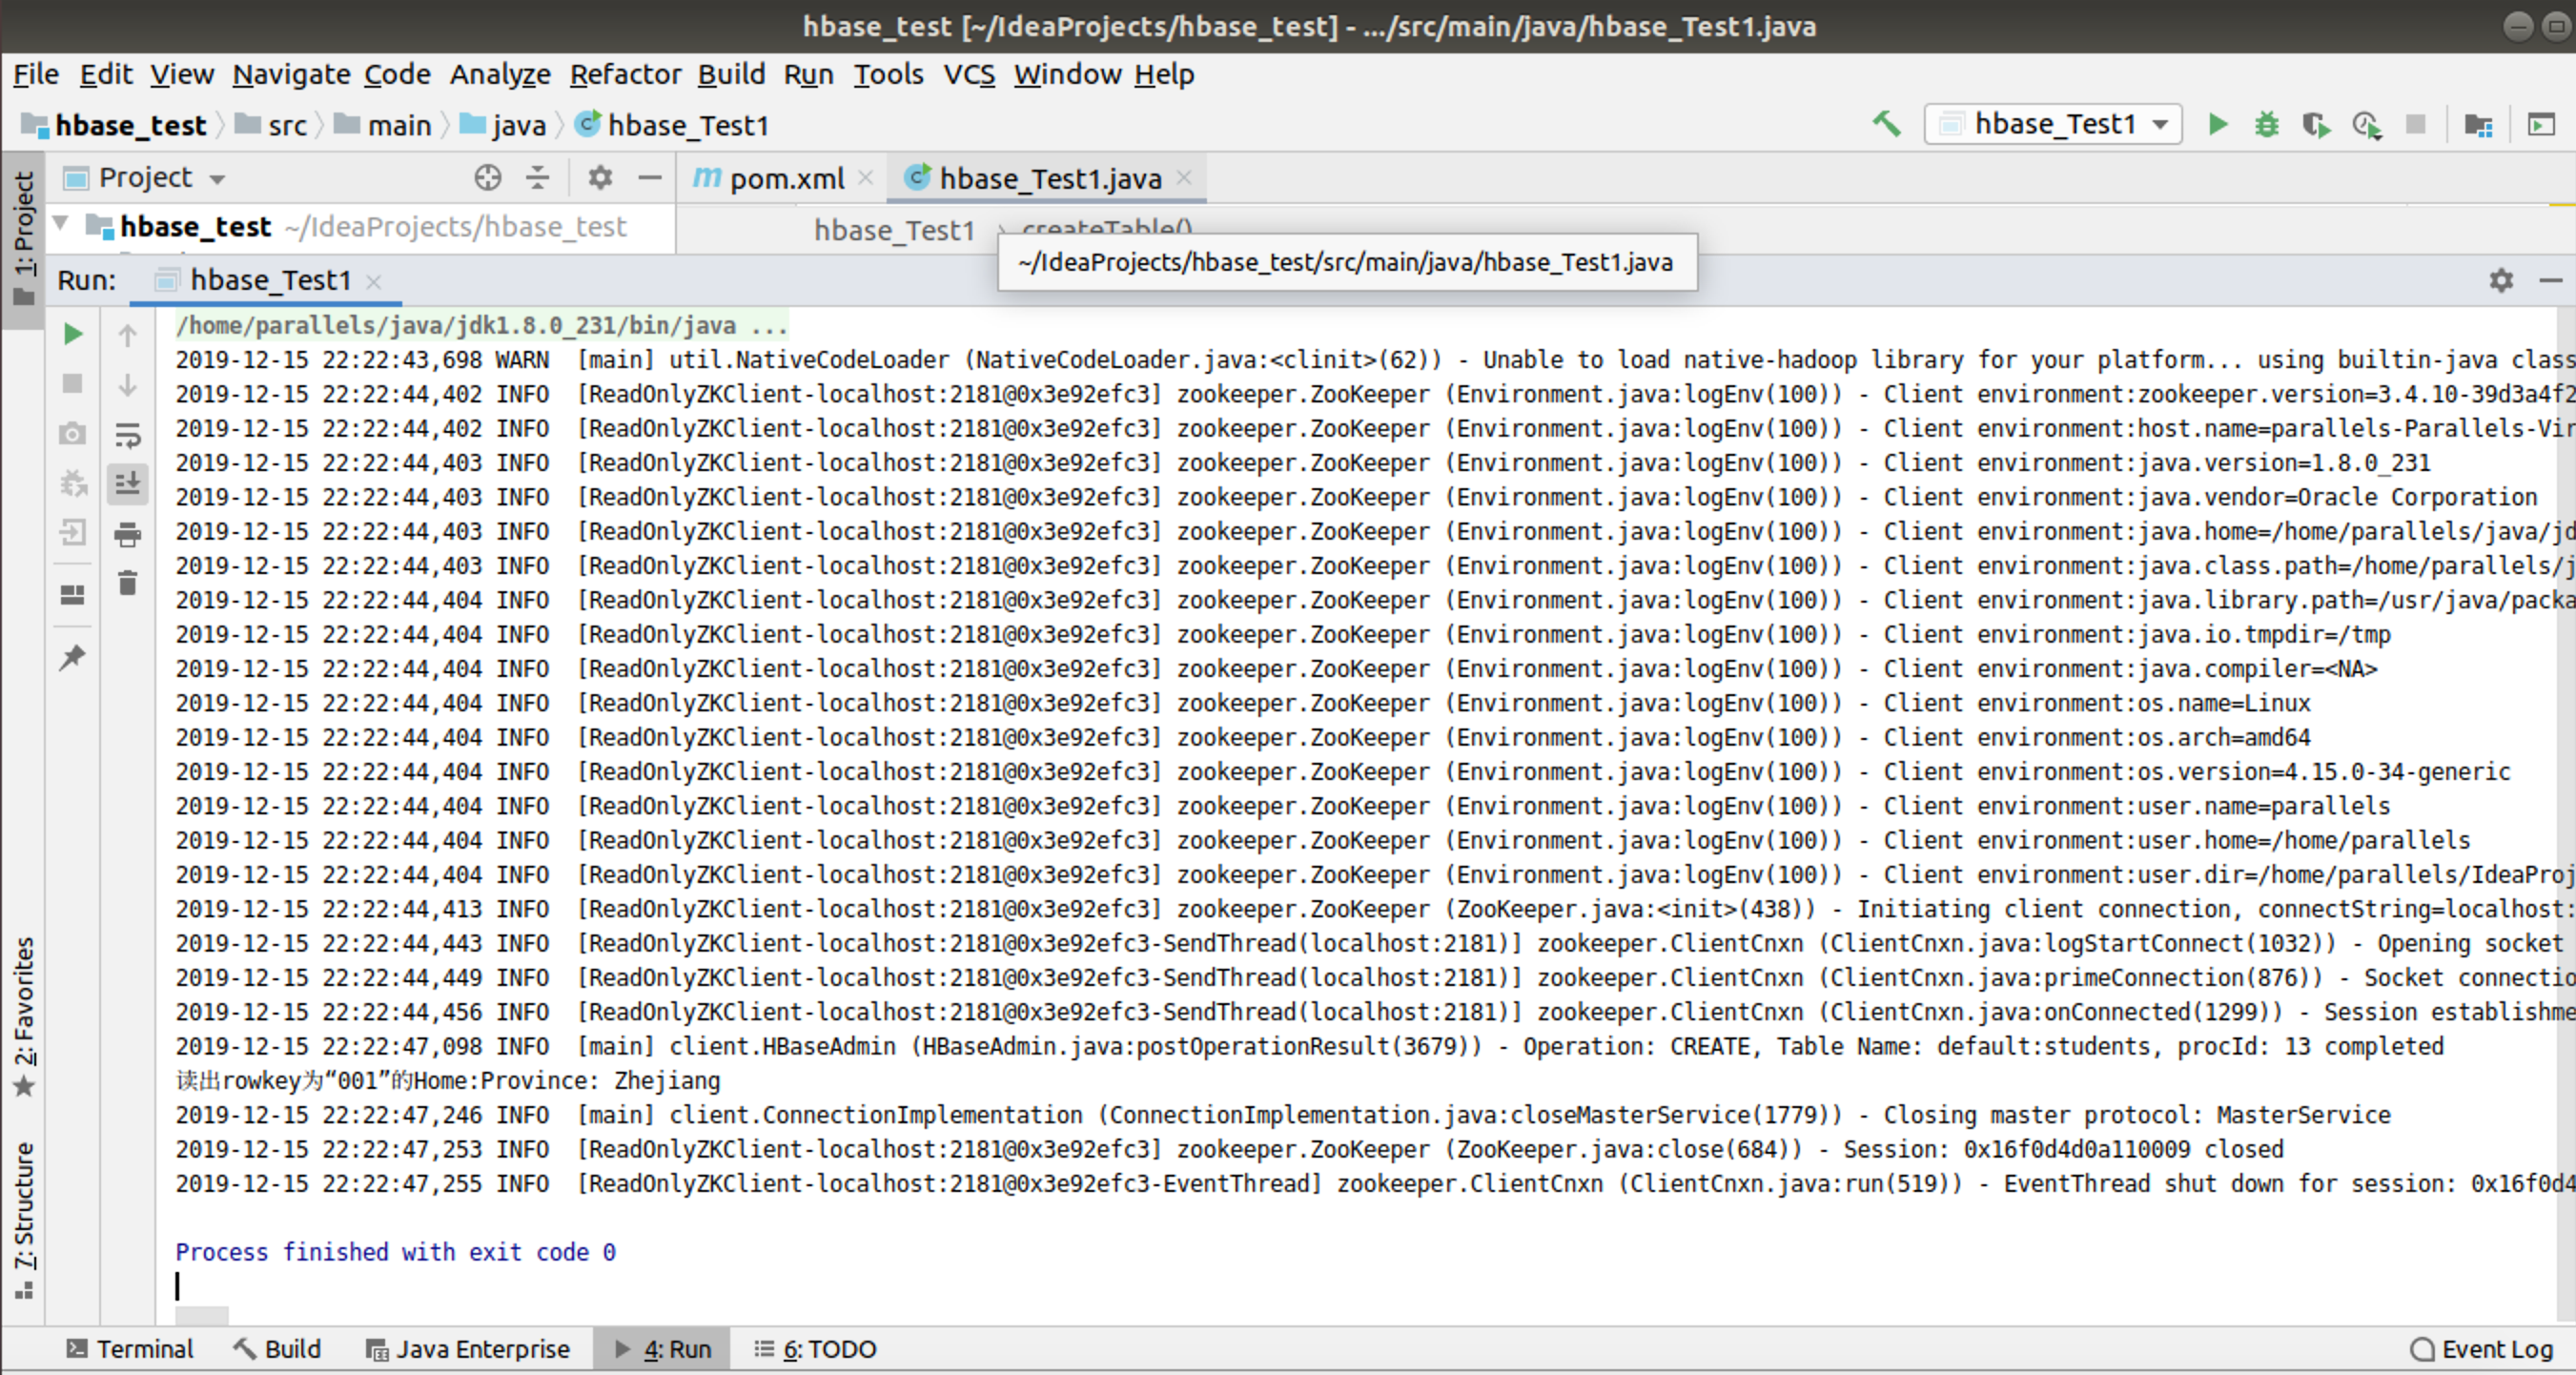 hbase_test [~/IdeaProjects/hbase_test] - .../src/main/java/hbase_Test1.java
File Edit View Navigate Code Analyze Refactor Build Run Tools VCS Window Help
hbase_test src main java hbase_Test1 hbase_Test1
1: Project
Project pom.xml hbase_Test1.java
hbase_test ~/IdeaProjects/hbase_test hbase_Test1 › createTable()
~/IdeaProjects/hbase_test/src/main/java/hbase_Test1.java
Run: hbase_Test1
/home/parallels/java/jdk1.8.0_231/bin/java ...
2019-12-15 22:22:43,698 WARN [main] util.NativeCodeLoader (NativeCodeLoader.java:<clinit>(62)) - Unable to load native-hadoop library for your platform... using builtin-java class
2019-12-15 22:22:44,402 INFO [ReadOnlyZKClient-localhost:2181@0x3e92efc3] zookeeper.ZooKeeper (Environment.java:logEnv(100)) - Client environment:zookeeper.version=3.4.10-39d3a4f2
2019-12-15 22:22:44,402 INFO [ReadOnlyZKClient-localhost:2181@0x3e92efc3] zookeeper.ZooKeeper (Environment.java:logEnv(100)) - Client environment:host.name=parallels-Parallels-Vir
2019-12-15 22:22:44,403 INFO [ReadOnlyZKClient-localhost:2181@0x3e92efc3] zookeeper.ZooKeeper (Environment.java:logEnv(100)) - Client environment:java.version=1.8.0_231
2019-12-15 22:22:44,403 INFO [ReadOnlyZKClient-localhost:2181@0x3e92efc3] zookeeper.ZooKeeper (Environment.java:logEnv(100)) - Client environment:java.vendor=Oracle Corporation
2019-12-15 22:22:44,403 INFO [ReadOnlyZKClient-localhost:2181@0x3e92efc3] zookeeper.ZooKeeper (Environment.java:logEnv(100)) - Client environment:java.home=/home/parallels/java/jd
2019-12-15 22:22:44,403 INFO [ReadOnlyZKClient-localhost:2181@0x3e92efc3] zookeeper.ZooKeeper (Environment.java:logEnv(100)) - Client environment:java.class.path=/home/parallels/j
2019-12-15 22:22:44,404 INFO [ReadOnlyZKClient-localhost:2181@0x3e92efc3] zookeeper.ZooKeeper (Environment.java:logEnv(100)) - Client environment:java.library.path=/usr/java/packa
2019-12-15 22:22:44,404 INFO [ReadOnlyZKClient-localhost:2181@0x3e92efc3] zookeeper.ZooKeeper (Environment.java:logEnv(100)) - Client environment:java.io.tmpdir=/tmp
2019-12-15 22:22:44,404 INFO [ReadOnlyZKClient-localhost:2181@0x3e92efc3] zookeeper.ZooKeeper (Environment.java:logEnv(100)) - Client environment:java.compiler=<NA>
2019-12-15 22:22:44,404 INFO [ReadOnlyZKClient-localhost:2181@0x3e92efc3] zookeeper.ZooKeeper (Environment.java:logEnv(100)) - Client environment:os.name=Linux
2019-12-15 22:22:44,404 INFO [ReadOnlyZKClient-localhost:2181@0x3e92efc3] zookeeper.ZooKeeper (Environment.java:logEnv(100)) - Client environment:os.arch=amd64
2019-12-15 22:22:44,404 INFO [ReadOnlyZKClient-localhost:2181@0x3e92efc3] zookeeper.ZooKeeper (Environment.java:logEnv(100)) - Client environment:os.version=4.15.0-34-generic
2019-12-15 22:22:44,404 INFO [ReadOnlyZKClient-localhost:2181@0x3e92efc3] zookeeper.ZooKeeper (Environment.java:logEnv(100)) - Client environment:user.name=parallels
2019-12-15 22:22:44,404 INFO [ReadOnlyZKClient-localhost:2181@0x3e92efc3] zookeeper.ZooKeeper (Environment.java:logEnv(100)) - Client environment:user.home=/home/parallels
2019-12-15 22:22:44,404 INFO [ReadOnlyZKClient-localhost:2181@0x3e92efc3] zookeeper.ZooKeeper (Environment.java:logEnv(100)) - Client environment:user.dir=/home/parallels/IdeaProj
2019-12-15 22:22:44,413 INFO [ReadOnlyZKClient-localhost:2181@0x3e92efc3] zookeeper.ZooKeeper (ZooKeeper.java:<init>(438)) - Initiating client connection, connectString=localhost:
2019-12-15 22:22:44,443 INFO [ReadOnlyZKClient-localhost:2181@0x3e92efc3-SendThread(localhost:2181)] zookeeper.ClientCnxn (ClientCnxn.java:logStartConnect(1032)) - Opening socket
2019-12-15 22:22:44,449 INFO [ReadOnlyZKClient-localhost:2181@0x3e92efc3-SendThread(localhost:2181)] zookeeper.ClientCnxn (ClientCnxn.java:primeConnection(876)) - Socket connectio
2019-12-15 22:22:44,456 INFO [ReadOnlyZKClient-localhost:2181@0x3e92efc3-SendThread(localhost:2181)] zookeeper.ClientCnxn (ClientCnxn.java:onConnected(1299)) - Session establishme
2019-12-15 22:22:47,098 INFO [main] client.HBaseAdmin (HBaseAdmin.java:postOperationResult(3679)) - Operation: CREATE, Table Name: default:students, procId: 13 completed
读出rowkey为“001”的Home:Province: Zhejiang
2019-12-15 22:22:47,246 INFO [main] client.ConnectionImplementation (ConnectionImplementation.java:closeMasterService(1779)) - Closing master protocol: MasterService
2019-12-15 22:22:47,253 INFO [ReadOnlyZKClient-localhost:2181@0x3e92efc3] zookeeper.ZooKeeper (ZooKeeper.java:close(684)) - Session: 0x16f0d4d0a110009 closed
2019-12-15 22:22:47,255 INFO [ReadOnlyZKClient-localhost:2181@0x3e92efc3-EventThread] zookeeper.ClientCnxn (ClientCnxn.java:run(519)) - EventThread shut down for session: 0x16f0d4
Process finished with exit code 0
2: Favorites
7: Structure
Terminal Build Java Enterprise 4: Run 6: TODO Event Log